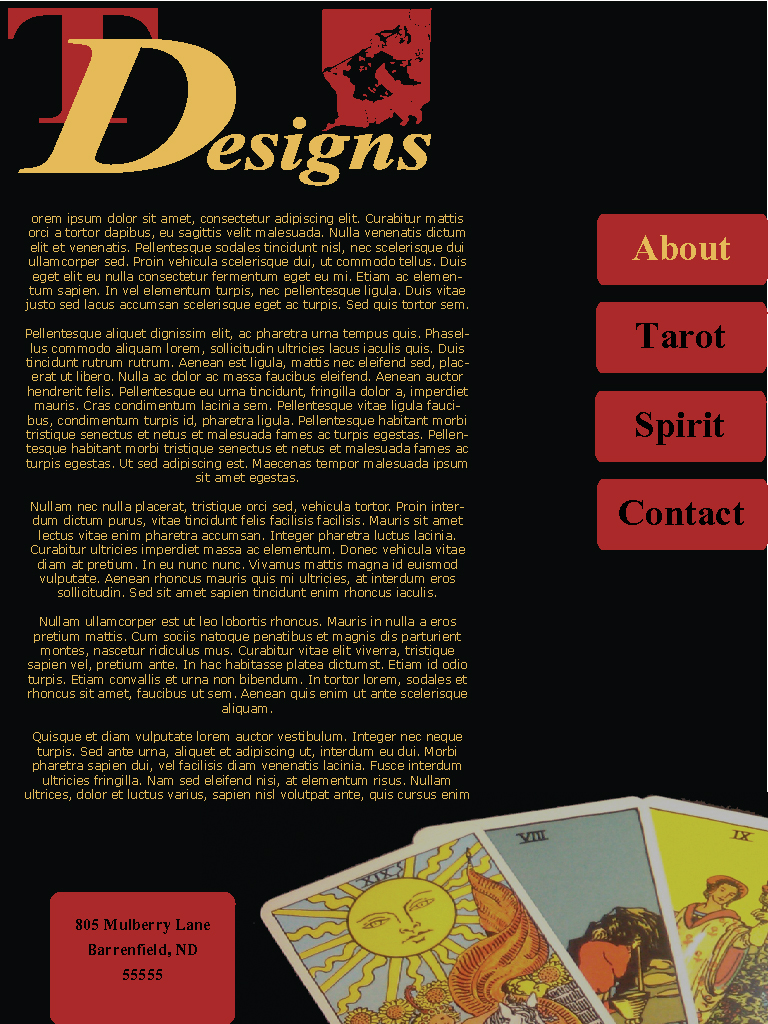 T
Designs
orem ipsum dolor sit amet, consectetur adipiscing elit. Curabitur mattis
orci a tortor dapibus, eu sagittis velit malesuada. Nulla venenatis dictum
elit et venenatis. Pellentesque sodales tincidunt nisl, nec scelerisque dui
ullamcorper sed. Proin vehicula scelerisque dui, ut commodo tellus. Duis
eget elit eu nulla consectetur fermentum eget eu mi. Etiam ac elemen-
tum sapien. In vel elementum turpis, nec pellentesque ligula. Duis vitae
justo sed lacus accumsan scelerisque eget ac turpis. Sed quis tortor sem.
Pellentesque aliquet dignissim elit, ac pharetra urna tempus quis. Phasel-
lus commodo aliquam lorem, sollicitudin ultricies lacus iaculis quis. Duis
tincidunt rutrum rutrum. Aenean est ligula, mattis nec eleifend sed, plac-
erat ut libero. Nulla ac dolor ac massa faucibus eleifend. Aenean auctor
hendrerit felis. Pellentesque eu urna tincidunt, fringilla dolor a, imperdiet
mauris. Cras condimentum lacinia sem. Pellentesque vitae ligula fauci-
bus, condimentum turpis id, pharetra ligula. Pellentesque habitant morbi
tristique senectus et netus et malesuada fames ac turpis egestas. Pellen-
tesque habitant morbi tristique senectus et netus et malesuada fames ac
turpis egestas. Ut sed adipiscing est. Maecenas tempor malesuada ipsum
sit amet egestas.
Nullam nec nulla placerat, tristique orci sed, vehicula tortor. Proin inter-
dum dictum purus, vitae tincidunt felis facilisis facilisis. Mauris sit amet
lectus vitae enim pharetra accumsan. Integer pharetra luctus lacinia.
Curabitur ultricies imperdiet massa ac elementum. Donec vehicula vitae
diam at pretium. In eu nunc nunc. Vivamus mattis magna id euismod
vulputate. Aenean rhoncus mauris quis mi ultricies, at interdum eros
sollicitudin. Sed sit amet sapien tincidunt enim rhoncus iaculis.
Nullam ullamcorper est ut leo lobortis rhoncus. Mauris in nulla a eros
pretium mattis. Cum sociis natoque penatibus et magnis dis parturient
montes, nascetur ridiculus mus. Curabitur vitae elit viverra, tristique
sapien vel, pretium ante. In hac habitasse platea dictumst. Etiam id odio
turpis. Etiam convallis et urna non bibendum. In tortor lorem, sodales et
rhoncus sit amet, faucibus ut sem. Aenean quis enim ut ante scelerisque
aliquam.
Quisque et diam vulputate lorem auctor vestibulum. Integer nec neque
turpis. Sed ante urna, aliquet et adipiscing ut, interdum eu dui. Morbi
pharetra sapien dui, vel facilisis diam venenatis lacinia. Fusce interdum
ultricies fringilla. Nam sed eleifend nisi, at elementum risus. Nullam
ultrices, dolor et luctus varius, sapien nisl volutpat ante, quis cursus enim
About
Tarot
Spirit
Contact
XIX
VIII
IX
805 Mulberry Lane
Barrenfield, ND
55555